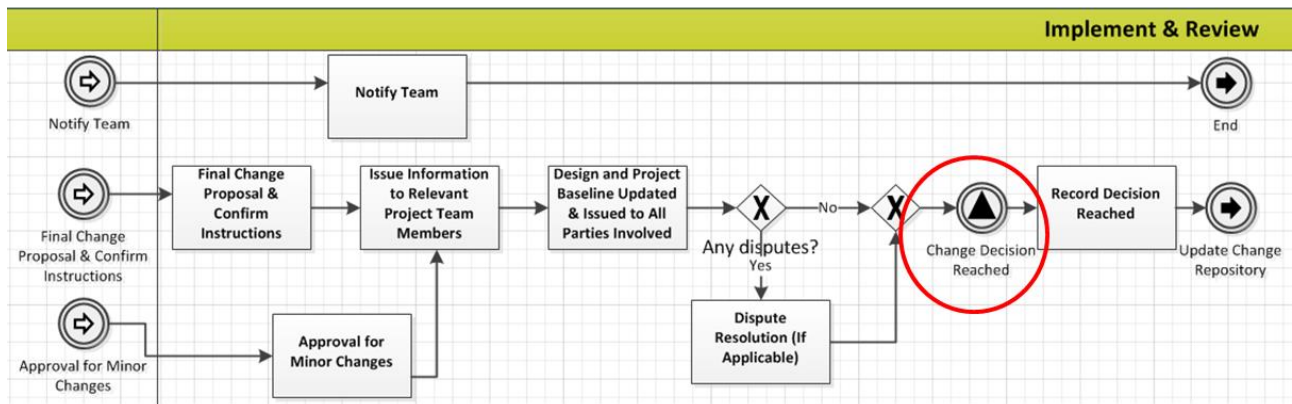 Implement & Review
Notify Team
Notify Team
End
Final Change
Proposal & Confirm
Instructions
Final Change
Proposal &
Confirm
Instructions
Issue Information
to Relevant
Project Team
Members
Design and Project
Baseline Updated
& Issued to All
Parties Involved
Any disputes?
No
Yes
Dispute
Resolution (If
Applicable)
X
X
Change Decision
Reached
Record Decision
Reached
Update Change
Repository
Approval for Minor
Changes
Approval for
Minor Changes